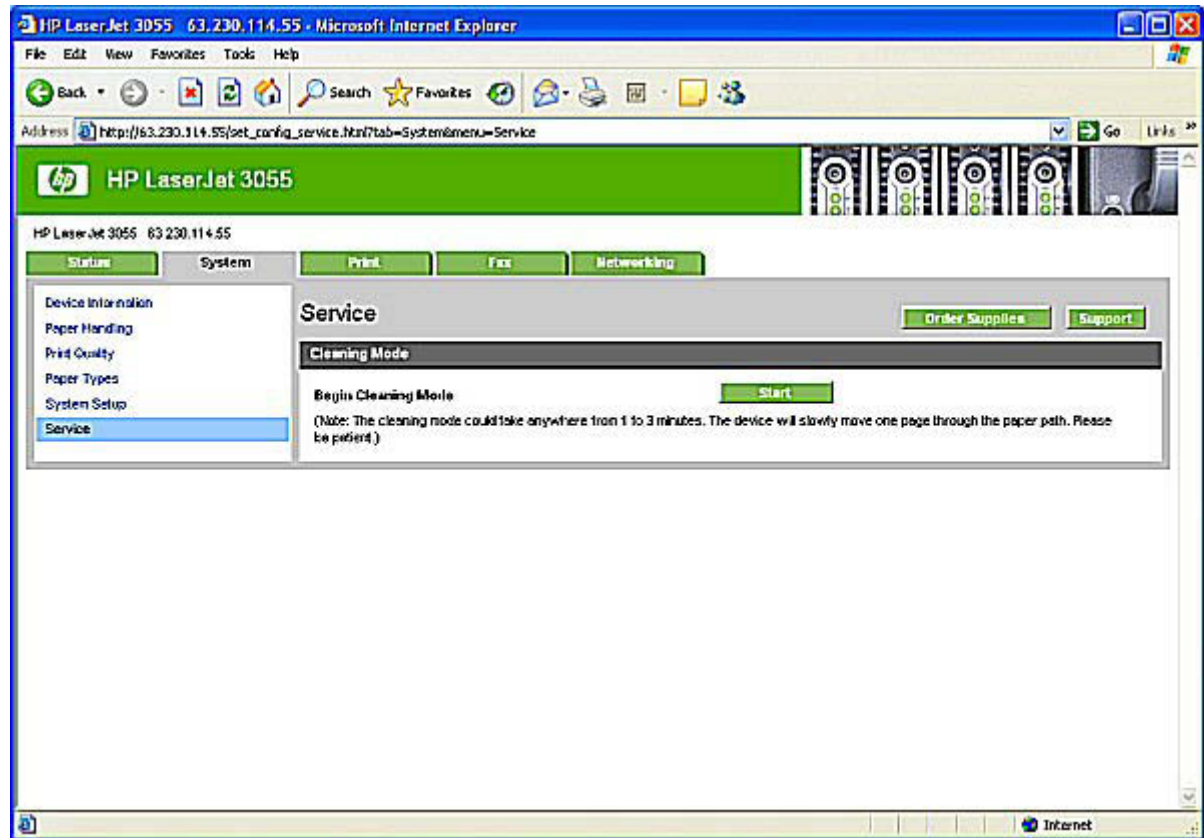 HP LaserJet 3055 63.230.114.55 - Microsoft Internet Explorer
File Edit View Favorites Tools Help
Back Search Favorites
Address http://63.230.114.55/set_config_service.html?tab=System&menu=Service Go Links »
hp HP LaserJet 3055
HP LaserJet 3055 63.230.114.55
Status System Print Fax Networking
Device Information
Paper Handling
Print Quality
Paper Types
System Setup
Service
Service Order Supplies Support
Cleaning Mode
Begin Cleaning Mode Start
(Note: The cleaning mode could take anywhere from 1 to 3 minutes. The device will slowly move one page through the paper path. Please
be patient.)
Internet